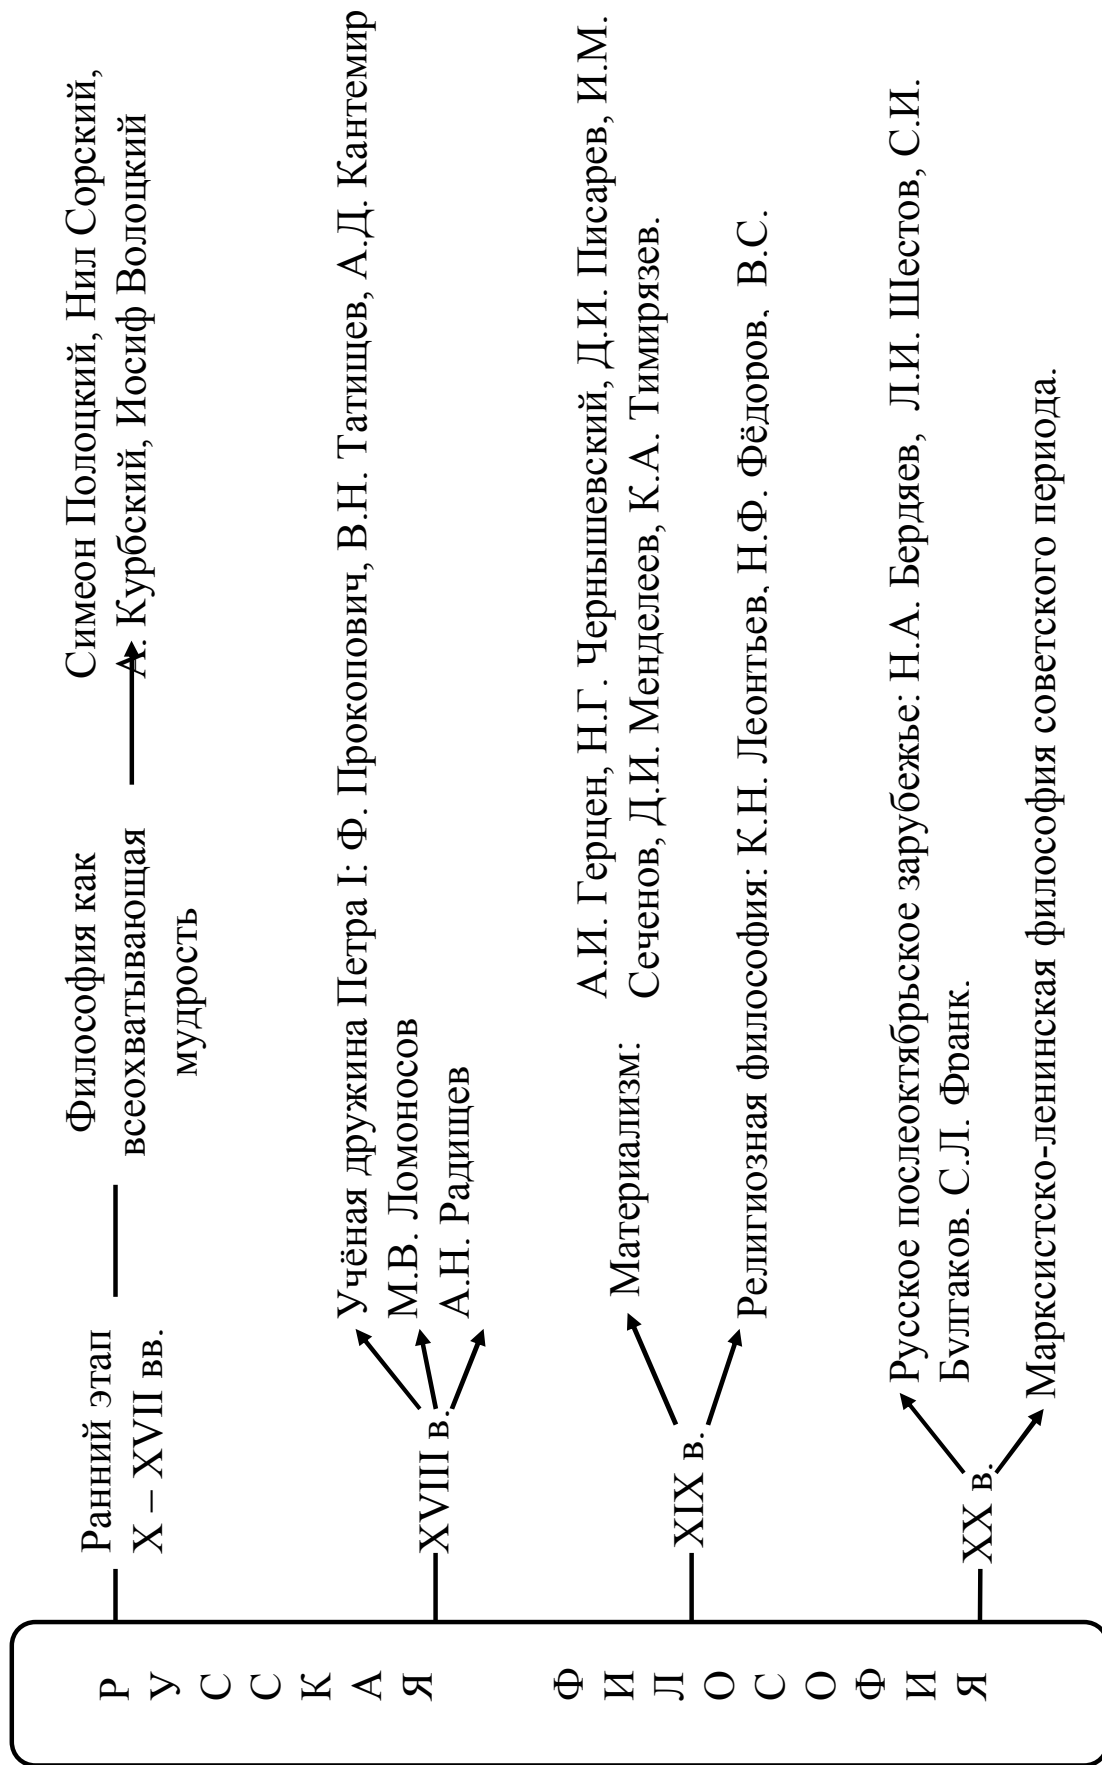 РУССКАЯ ФИЛОСОФИЯ
Ранний этап
X – XVII вв.
Философия как
всеохватывающая
мудрость
Симеон Полоцкий, Нил Сорский,
А. Курбский, Иосиф Волоцкий
XVIII в.
Учёная дружина Петра I: Ф. Прокопович, В.Н. Татищев, А.Д. Кантемир
М.В. Ломоносов
А.Н. Радищев
XIX в.
Материализм:
А.И. Герцен, Н.Г. Чернышевский, Д.И. Писарев, И.М.
Сеченов, Д.И. Менделеев, К.А. Тимирязев.
Религиозная философия: К.Н. Леонтьев, Н.Ф. Фёдоров, В.С.
XX в.
Русское послеоктябрьское зарубежье: Н.А. Бердяев, Л.И. Шестов, С.И.
Булгаков, С.Л. Франк.
Марксистско-ленинская философия советского периода.